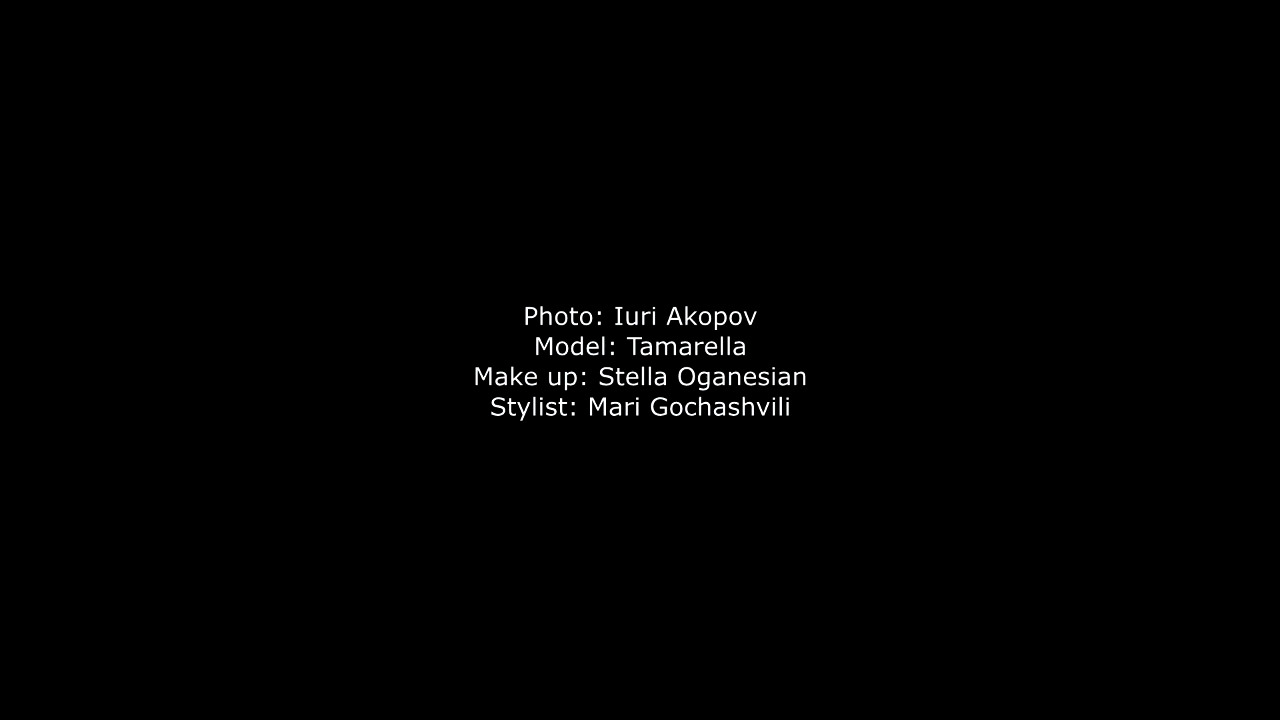 Photo: Iuri Akopov
Model: Tamarella
Make up: Stella Oganesian
Stylist: Mari Gochashvili